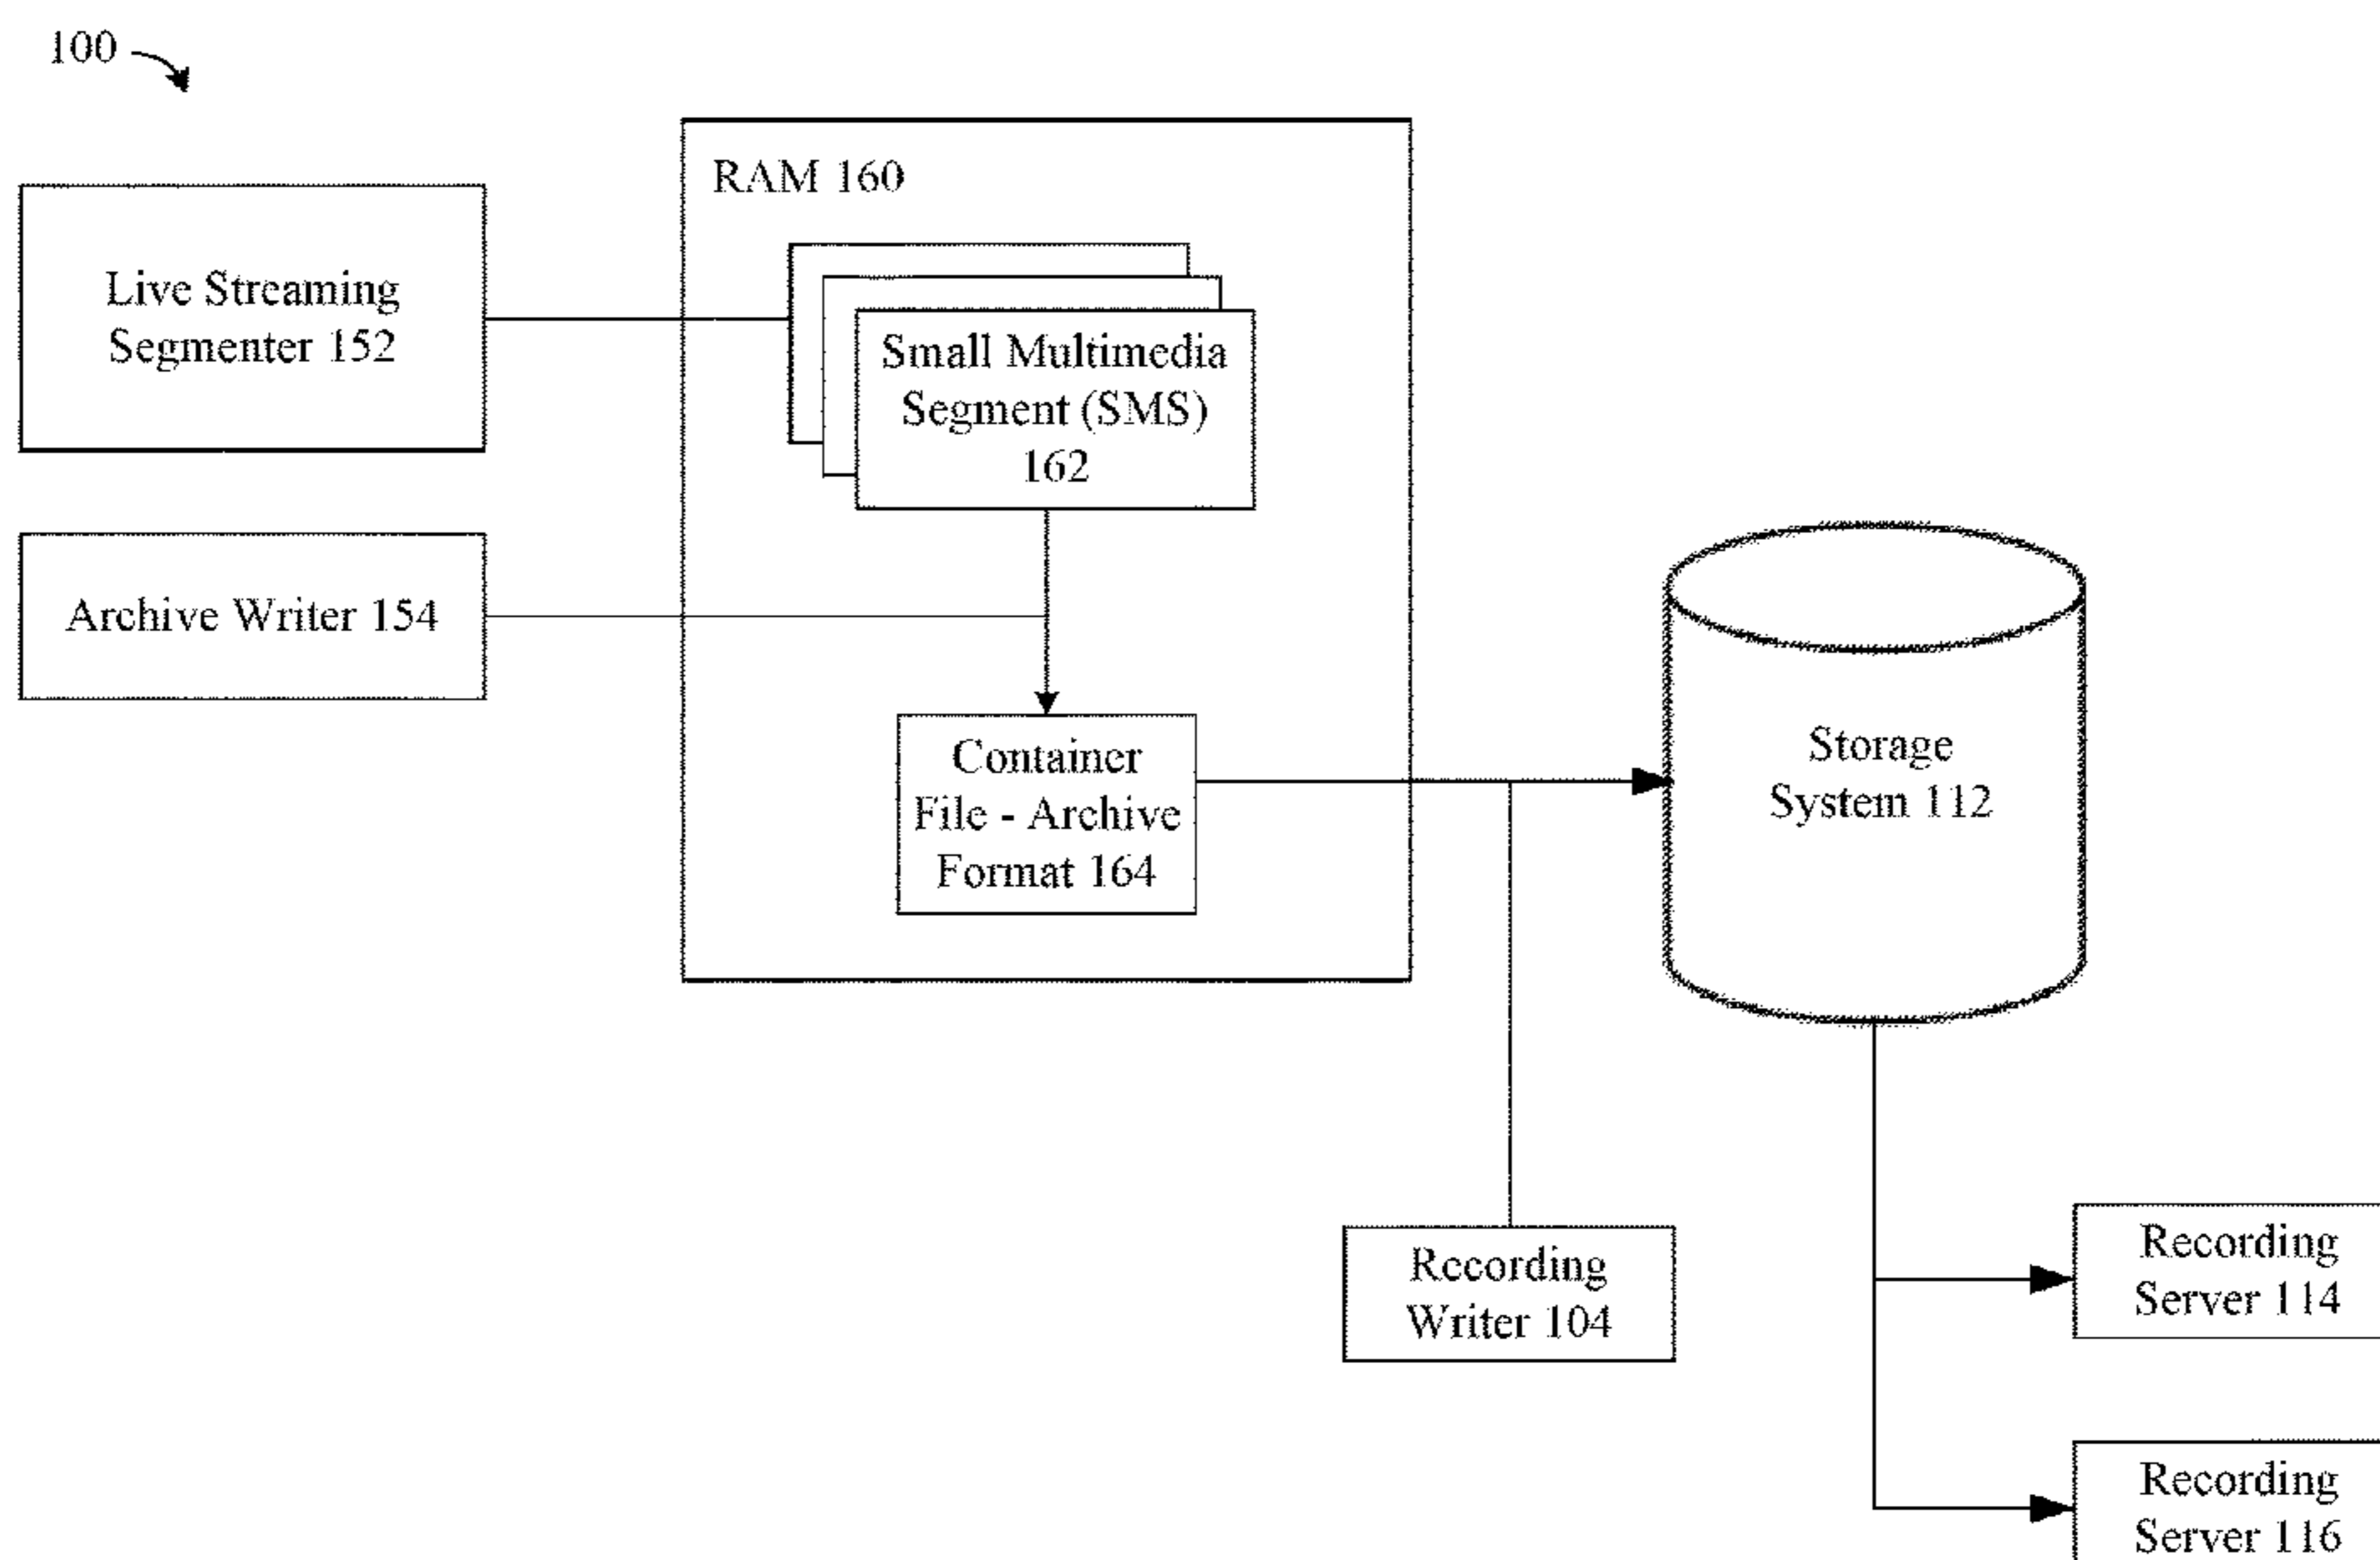 100
RAM 160
Live Streaming
Segmenter 152
Small Multimedia
Segment (SMS)
162
Archive Writer 154
Container
File - Archive
Format 164
Storage
System 112
Recording
Writer 104
Recording
Server 114
Recording
Server 116